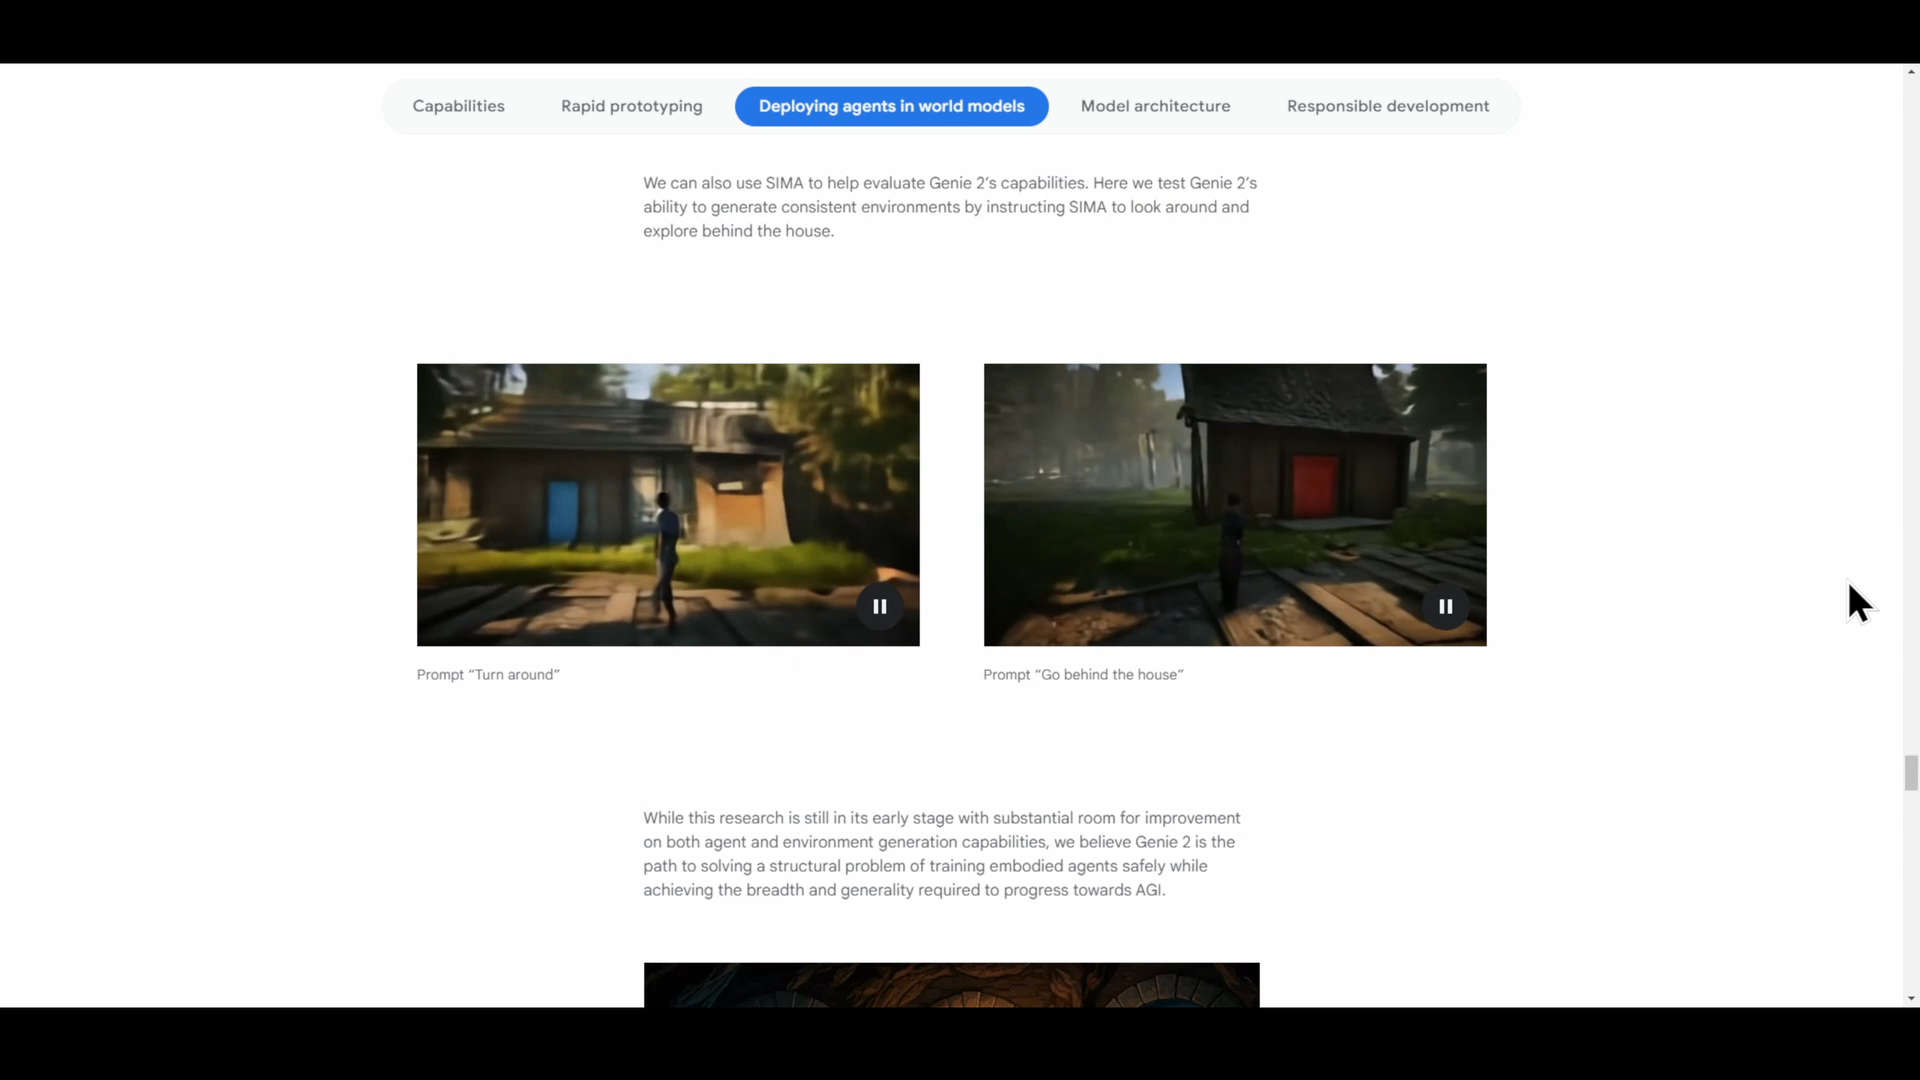 Capabilities
Rapid prototyping
Deploying agents in world models
Model architecture
Responsible development
We can also use SIMA to help evaluate Genie 2’s capabilities. Here we test Genie 2’s
ability to generate consistent environments by instructing SIMA to look around and
explore behind the house.
Prompt “Turn around”
Prompt “Go behind the house”
While this research is still in its early stage with substantial room for improvement
on both agent and environment generation capabilities, we believe Genie 2 is the
path to solving a structural problem of training embodied agents safely while
achieving the breadth and generality required to progress towards AGI.